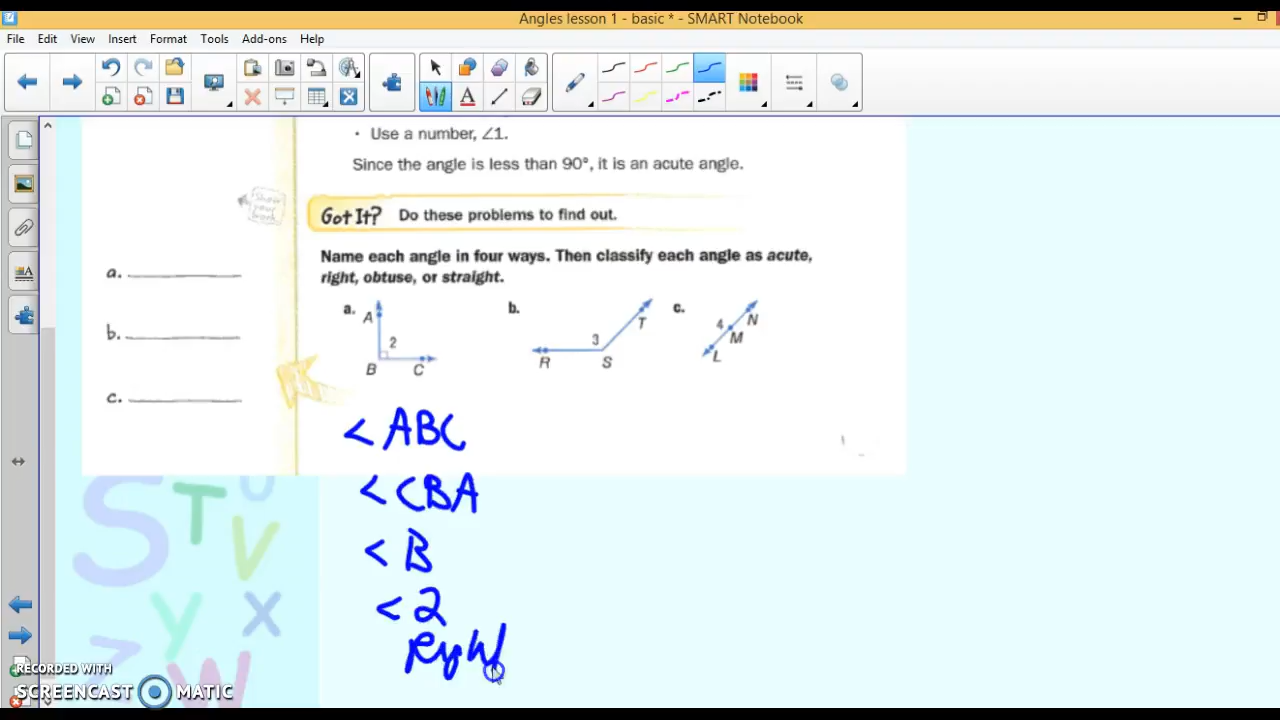 Angles lesson 1 - basic * - SMART Notebook
File Edit View Insert Format Tools Add-ons Help
• Use a number, ∠1.
Since the angle is less than 90°, it is an acute angle.
Show your work
Got It? Do these problems to find out.
Name each angle in four ways. Then classify each angle as acute,
right, obtuse, or straight.
a.
b.
c.
a. A 2 B C
b. R 3 S T
c. 4 N M L
< ABC
< CBA
< B
< 2
Right
S T U V Y X Z W
RECORDED WITH
SCREENCAST MATIC